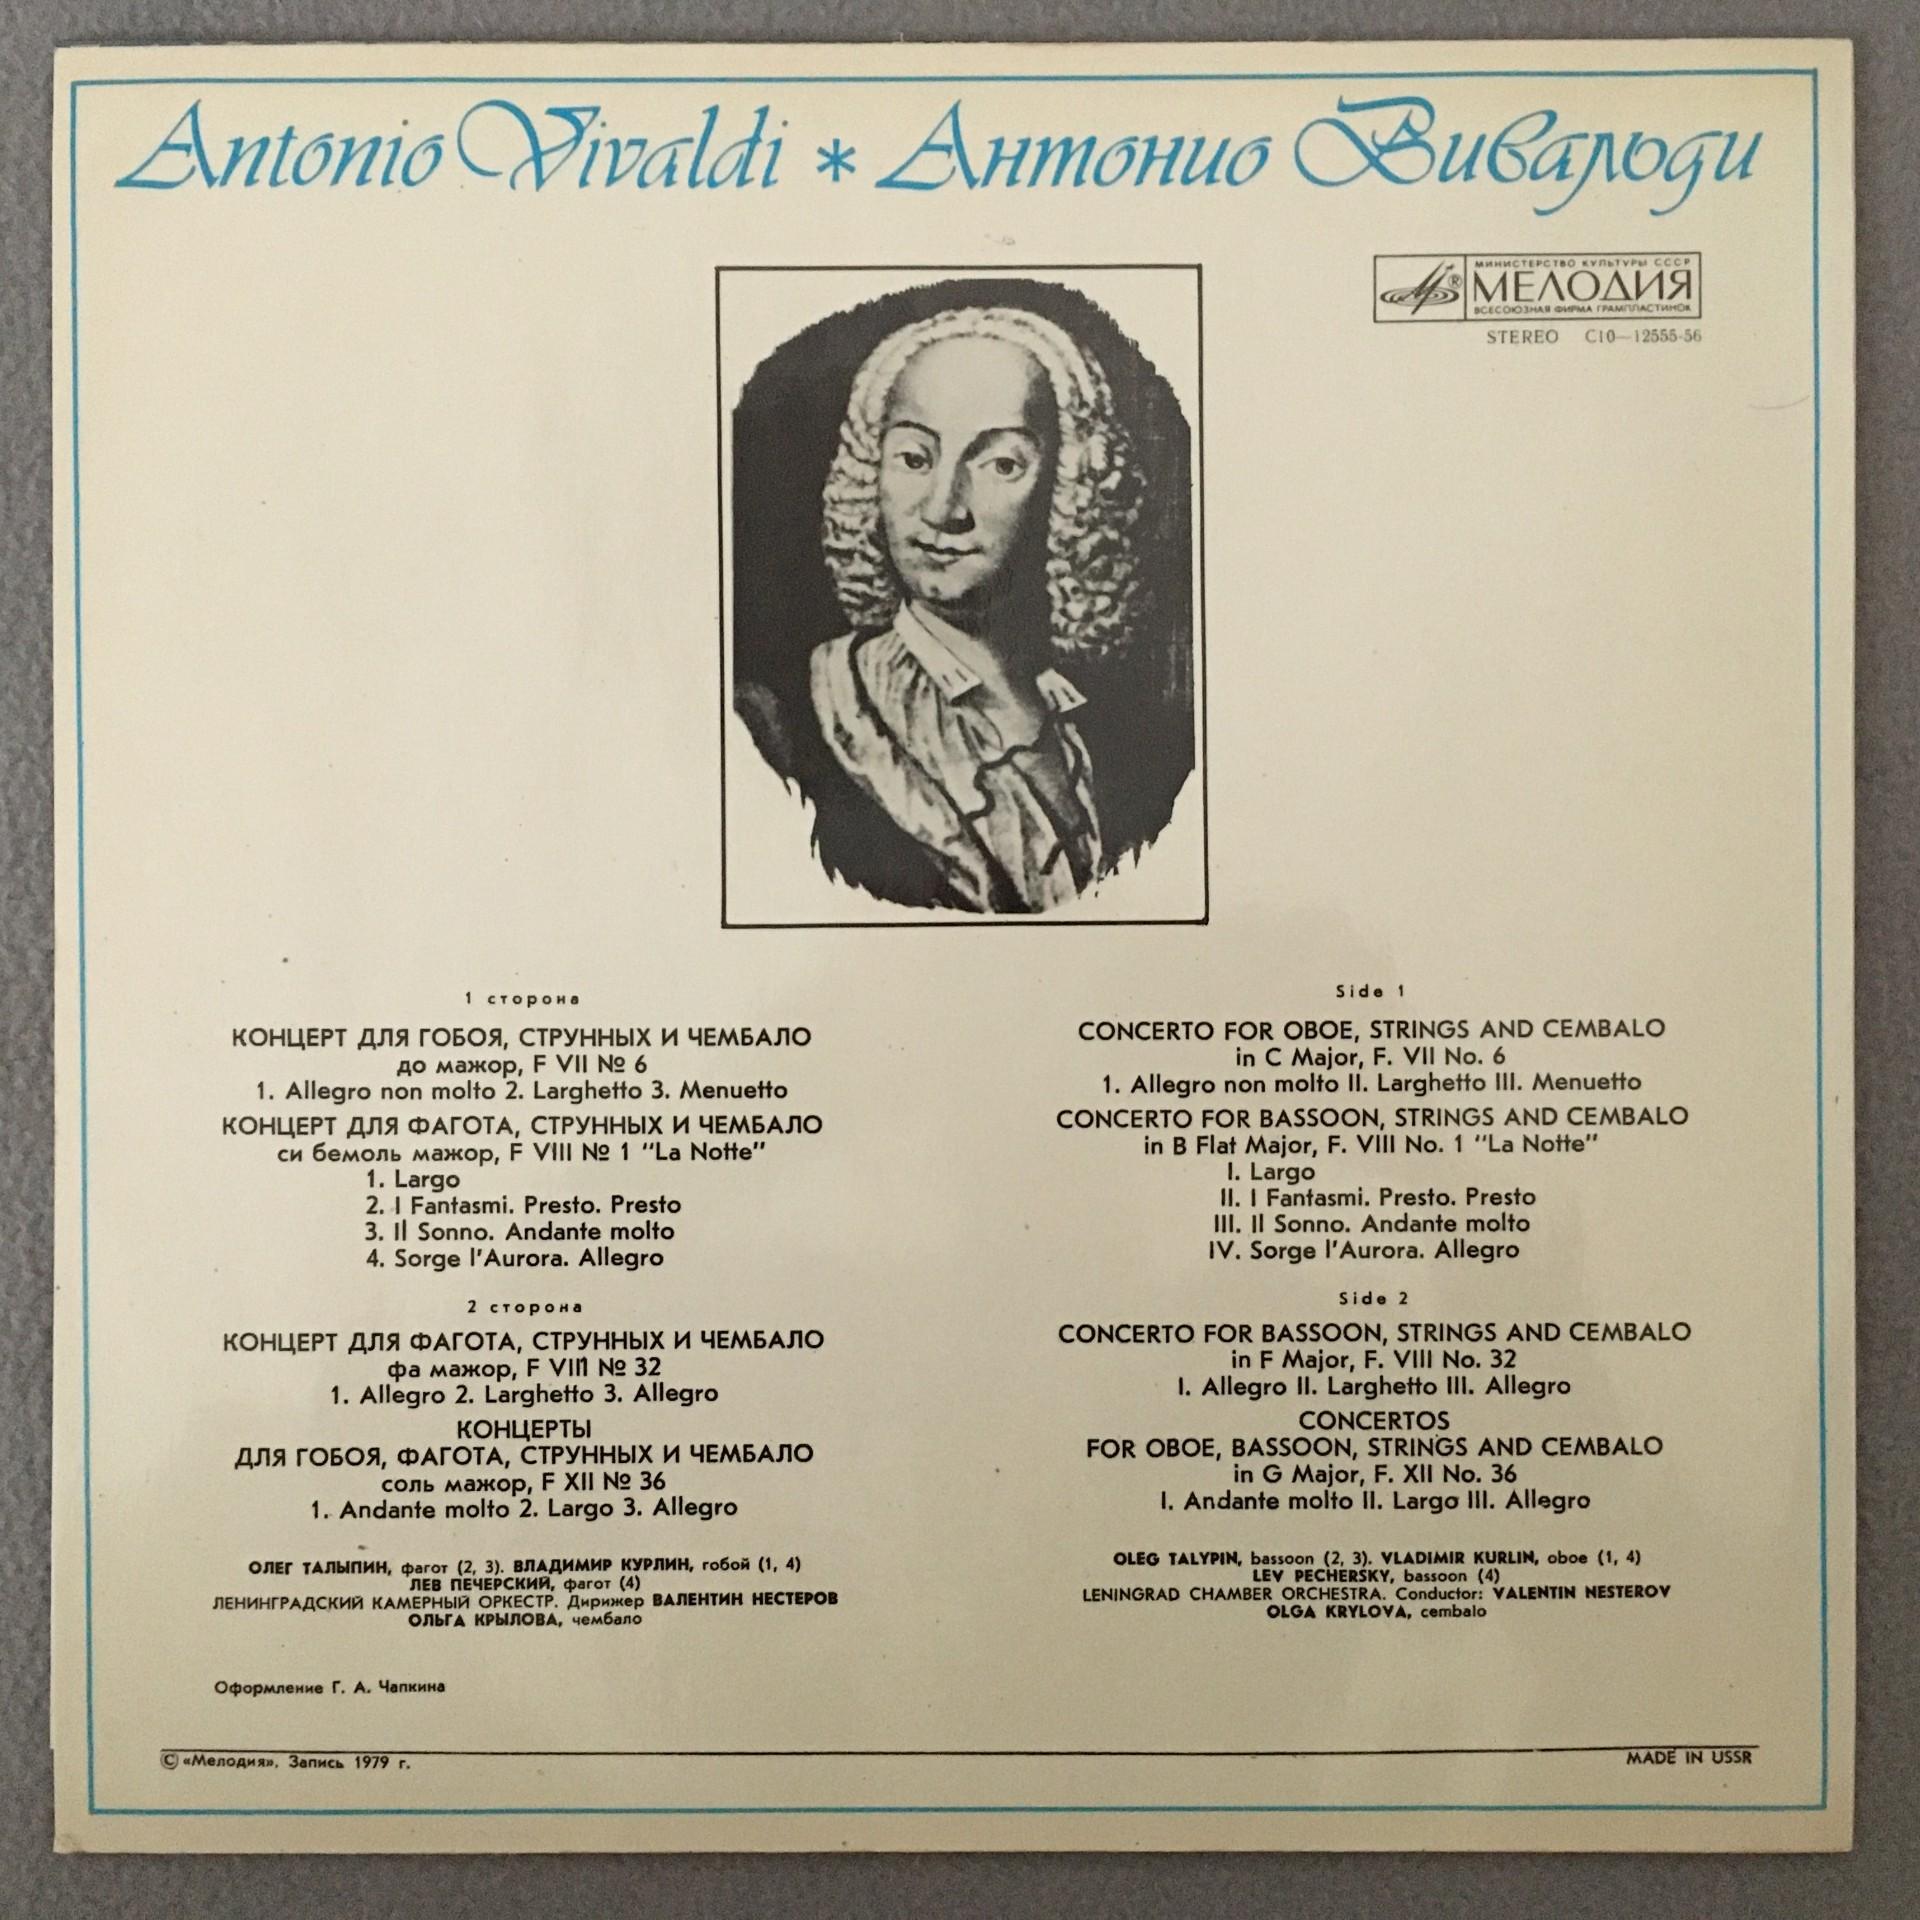 Antonio Vivaldi * Антонио Вивальди
МИНИСТЕРСТВО КУЛЬТУРЫ СССР
® МЕЛОДИЯ
ВСЕСОЮЗНАЯ ФИРМА ГРАМПЛАСТИНОК
STEREO С10—12555-56
1 сторона
КОНЦЕРТ ДЛЯ ГОБОЯ, СТРУННЫХ И ЧЕМБАЛО
до мажор, F VII № 6
1. Allegro non molto 2. Larghetto 3. Menuetto
КОНЦЕРТ ДЛЯ ФАГОТА, СТРУННЫХ И ЧЕМБАЛО
си бемоль мажор, F VIII № 1 "La Notte"
1. Largo
2. I Fantasmi. Presto. Presto
3. Il Sonno. Andante molto
4. Sorge l'Aurora. Allegro
2 сторона
КОНЦЕРТ ДЛЯ ФАГОТА, СТРУННЫХ И ЧЕМБАЛО
фа мажор, F VIII № 32
1. Allegro 2. Larghetto 3. Allegro
КОНЦЕРТЫ
ДЛЯ ГОБОЯ, ФАГОТА, СТРУННЫХ И ЧЕМБАЛО
соль мажор, F XII № 36
1. Andante molto 2. Largo 3. Allegro
ОЛЕГ ТАЛЫПИН, фагот (2, 3). ВЛАДИМИР КУРЛИН, гобой (1, 4)
ЛЕВ ПЕЧЕРСКИЙ, фагот (4)
ЛЕНИНГРАДСКИЙ КАМЕРНЫЙ ОРКЕСТР. Дирижер ВАЛЕНТИН НЕСТЕРОВ
ОЛЬГА КРЫЛОВА, чембало
Оформление Г. А. Чапкина
Side 1
CONCERTO FOR OBOE, STRINGS AND CEMBALO
in C Major, F. VII No. 6
1. Allegro non molto II. Larghetto III. Menuetto
CONCERTO FOR BASSOON, STRINGS AND CEMBALO
in B Flat Major, F. VIII No. 1 "La Notte"
I. Largo
II. I Fantasmi. Presto. Presto
III. Il Sonno. Andante molto
IV. Sorge l'Aurora. Allegro
Side 2
CONCERTO FOR BASSOON, STRINGS AND CEMBALO
in F Major, F. VIII No. 32
I. Allegro II. Larghetto III. Allegro
CONCERTOS
FOR OBOE, BASSOON, STRINGS AND CEMBALO
in G Major, F. XII No. 36
I. Andante molto II. Largo III. Allegro
OLEG TALYPIN, bassoon (2, 3). VLADIMIR KURLIN, oboe (1, 4)
LEV PECHERSKY, bassoon (4)
LENINGRAD CHAMBER ORCHESTRA. Conductor: VALENTIN NESTEROV
OLGA KRYLOVA, cembalo
© «Мелодия». Запись 1979 г.
MADE IN USSR